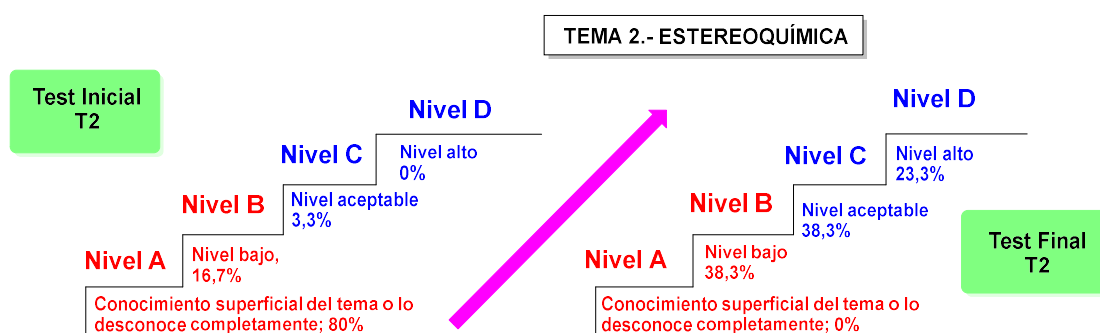 TEMA 2.- ESTEREOQUÍMICA
Test Inicial
T2
Nivel D
Nivel alto
0%
Nivel C
Nivel aceptable
3,3%
Nivel B
Nivel bajo,
16,7%
Nivel A
Conocimiento superficial del tema o lo
desconoce completamente; 80%
Nivel D
Nivel alto
23,3%
Nivel C
Nivel aceptable
38,3%
Nivel B
Nivel bajo
38,3%
Nivel A
Conocimiento superficial del tema o lo
desconoce completamente; 0%
Test Final
T2